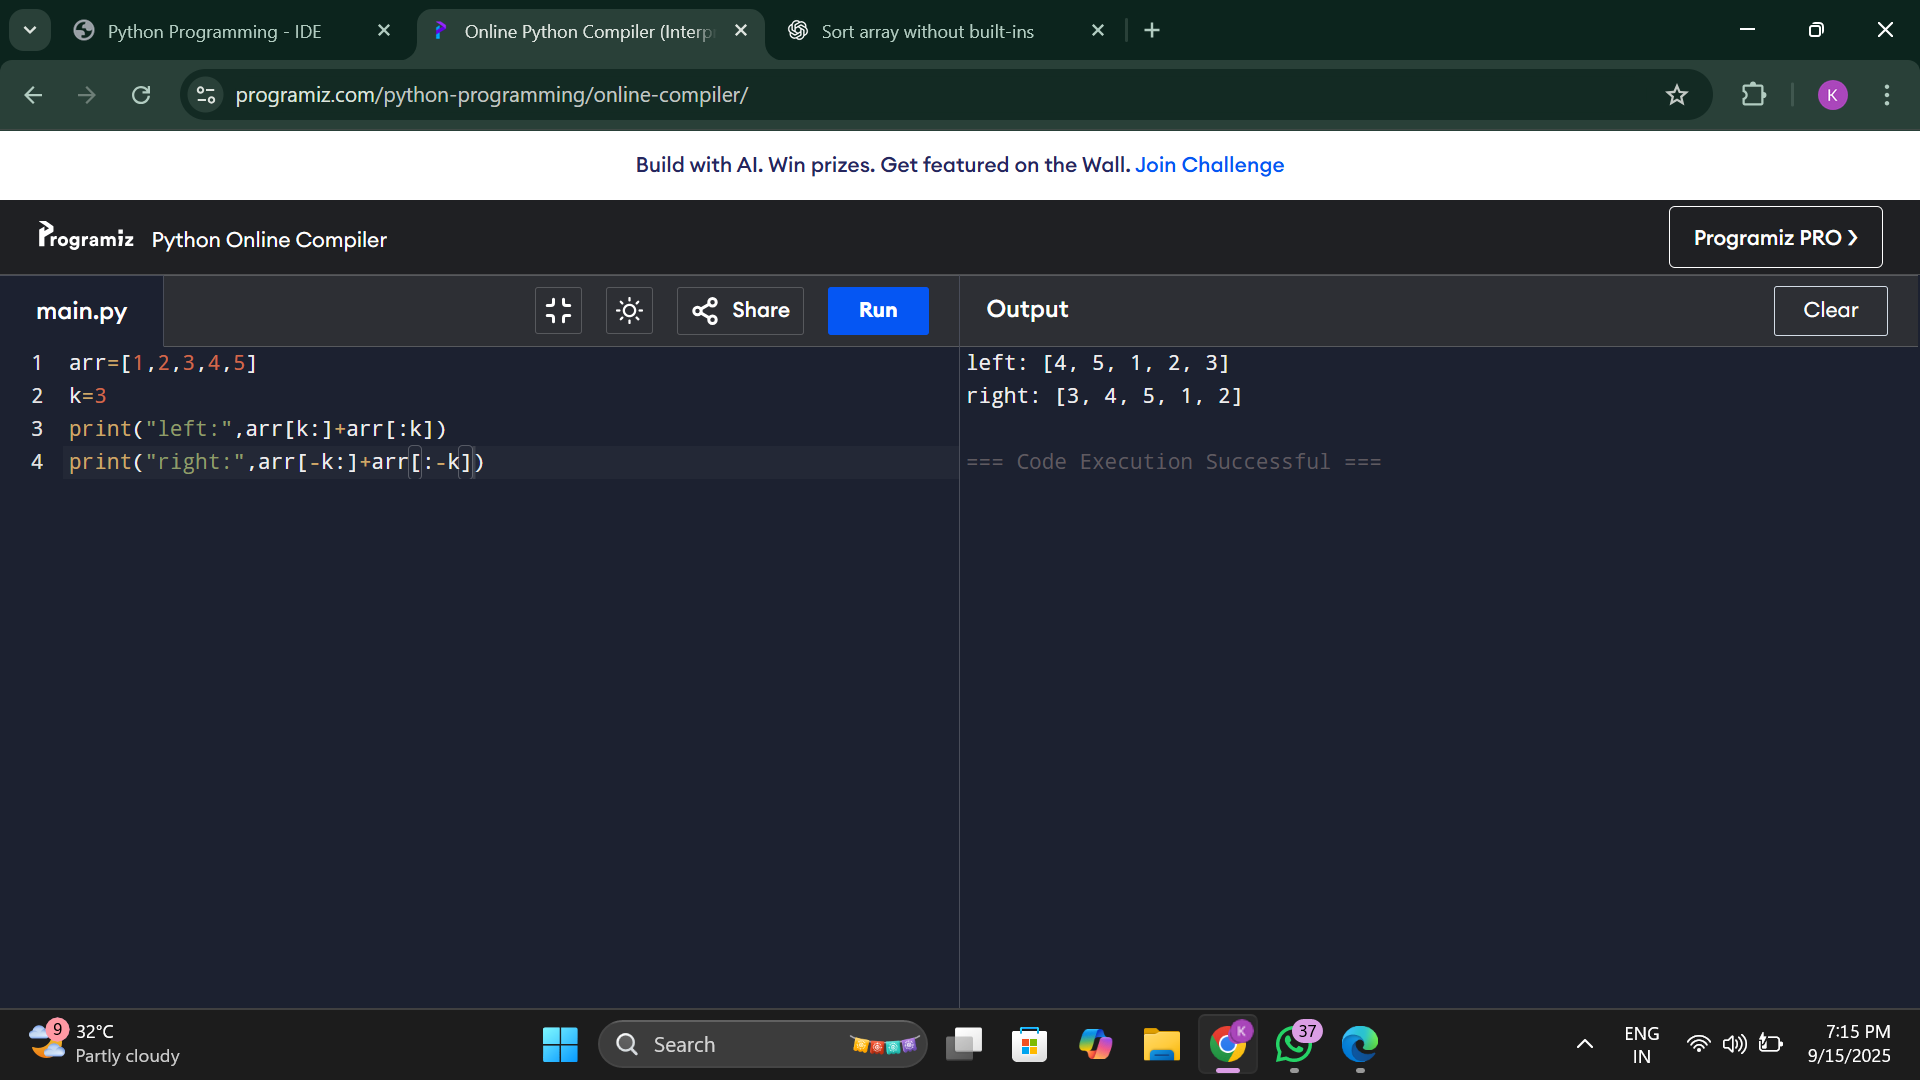 Python Programming - IDE
Online Python Compiler (Interp
Sort array without built-ins
programiz.com/python-programming/online-compiler/
K
Build with AI. Win prizes. Get featured on the Wall. Join Challenge
Programiz Python Online Compiler
Programiz PRO
main.py
Share
Run
Output
Clear
1 arr=[1,2,3,4,5]
2 k=3
3 print("left:",arr[k:]+arr[:k])
4 print("right:",arr[-k:]+arr[:-k])
left: [4, 5, 1, 2, 3]
right: [3, 4, 5, 1, 2]
=== Code Execution Successful ===
9
32°C
Partly cloudy
Search
K
37
ENG
IN
7:15 PM
9/15/2025